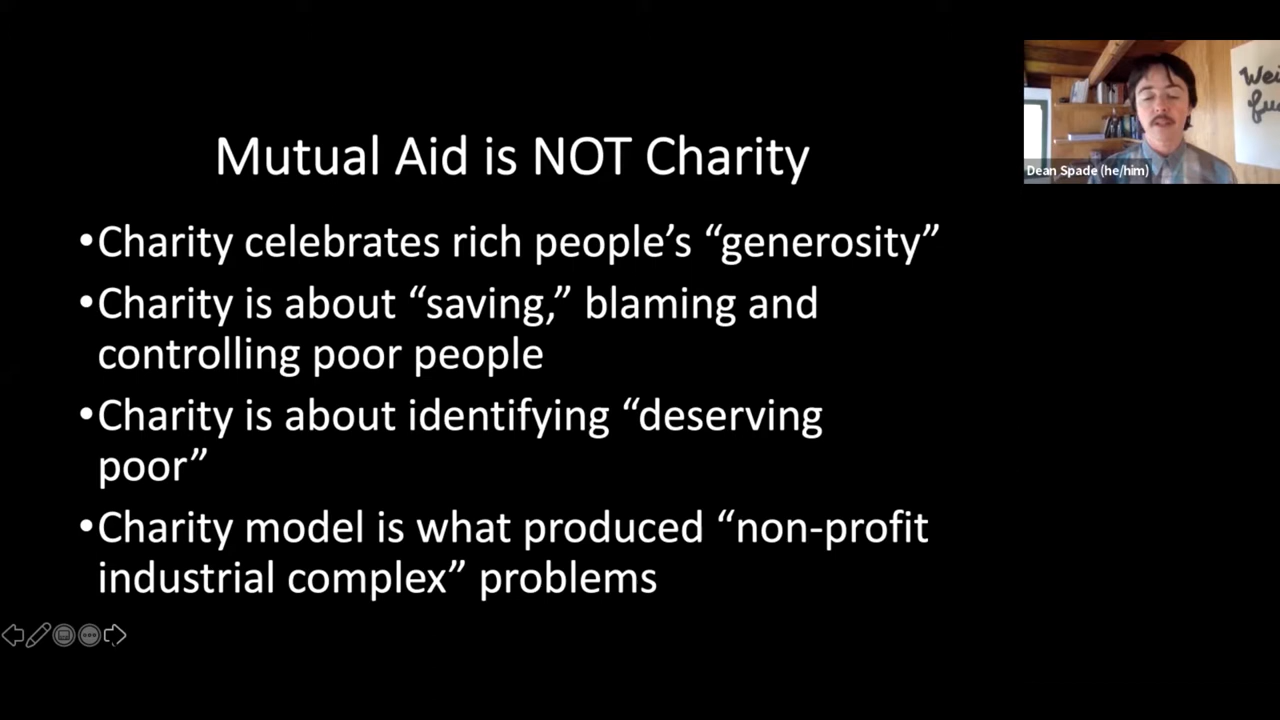 Mutual Aid is NOT Charity
•Charity celebrates rich people’s “generosity”
•Charity is about “saving,” blaming and
controlling poor people
•Charity is about identifying “deserving
poor”
•Charity model is what produced “non-profit
industrial complex” problems
Dean Spade (he/him)